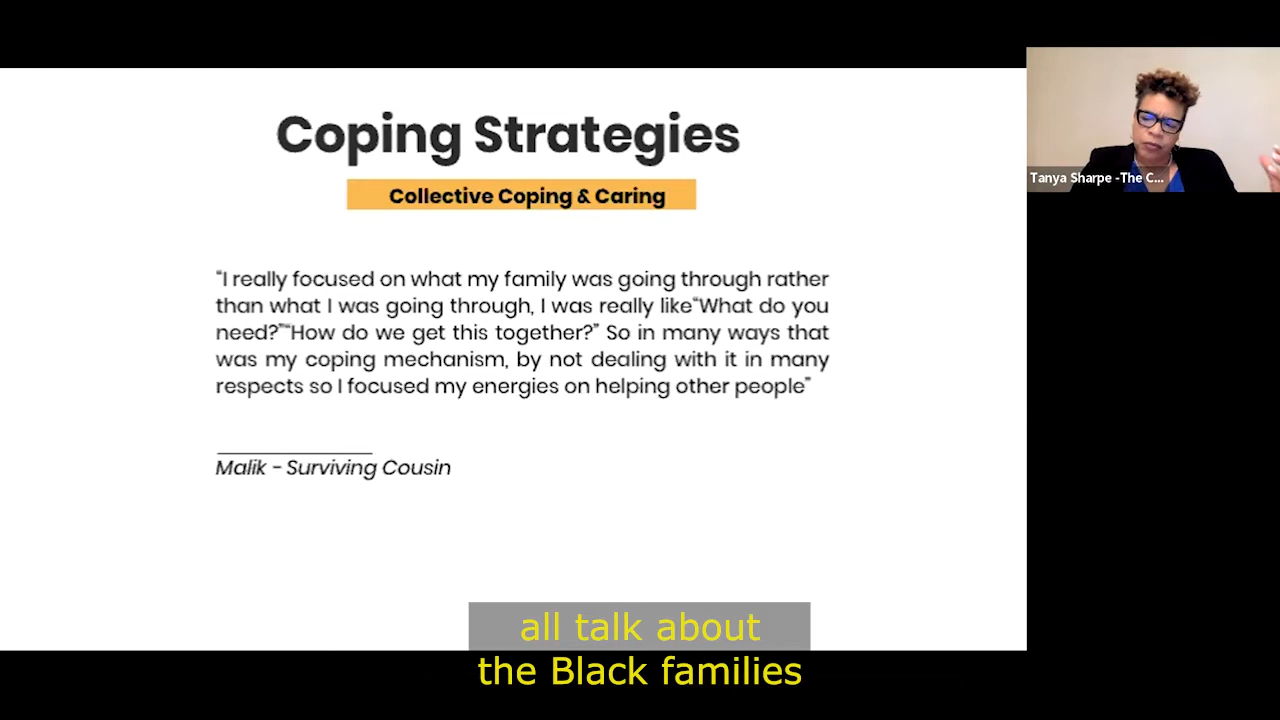 Coping Strategies
Collective Coping & Caring
“I really focused on what my family was going through rather
than what I was going through, I was really like“What do you
need?”“How do we get this together?” So in many ways that
was my coping mechanism, by not dealing with it in many
respects so I focused my energies on helping other people”
Malik - Surviving Cousin
Tanya Sharpe -The C...
all talk about
the Black families